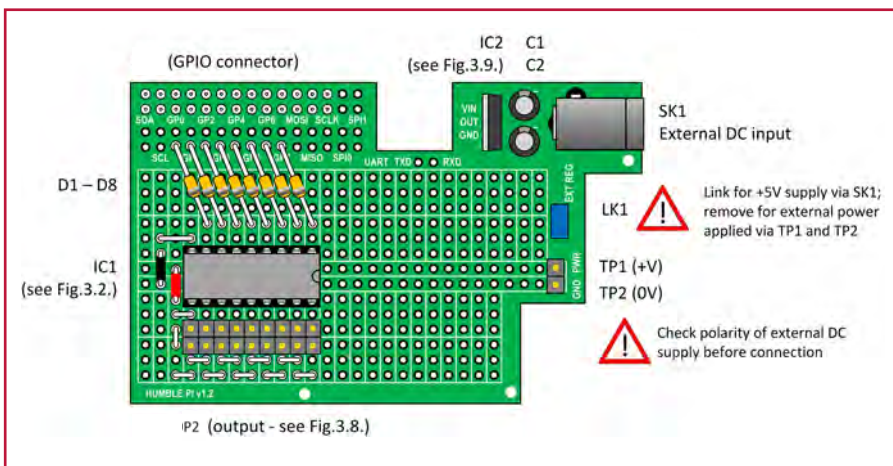 (GPIO connector)
IC2 C1
(see Fig.3.9.) C2
VIN
OUT
GND
SK1
External DC input
SDA GP0 GP2 GP4 GP6 MOSI SCLK SPI1
SCL MISO SPI0
UART TXD RXD
EXT REG
D1 – D8
LK1
Link for +5V supply via SK1;
remove for external power
applied via TP1 and TP2
IC1
(see Fig.3.2.)
GND PWR
TP1 (+V)
TP2 (0V)
Check polarity of external DC
supply before connection
HUMBLE PI v1.2
P2 (output - see Fig.3.8.)